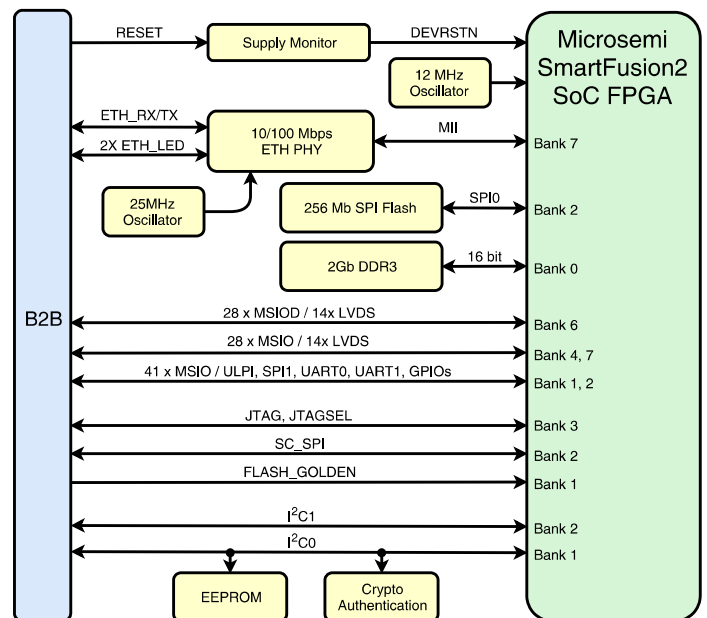 RESET
Supply Monitor
DEVRSTN
Microsemi
SmartFusion2
SoC FPGA
12 MHz
Oscillator
ETH_RX/TX
2X ETH_LED
10/100 Mbps
ETH PHY
MII
Bank 7
25MHz
Oscillator
256 Mb SPI Flash
SPI0
Bank 2
2Gb DDR3
16 bit
Bank 0
B2B
28 x MSIOD / 14x LVDS
Bank 6
28 x MSIO / 14x LVDS
Bank 4, 7
41 x MSIO / ULPI, SPI1, UART0, UART1, GPIOs
Bank 1, 2
JTAG, JTAGSEL
Bank 3
SC_SPI
Bank 2
FLASH_GOLDEN
Bank 1
I²C1
Bank 2
I²C0
Bank 1
EEPROM
Crypto
Authentication